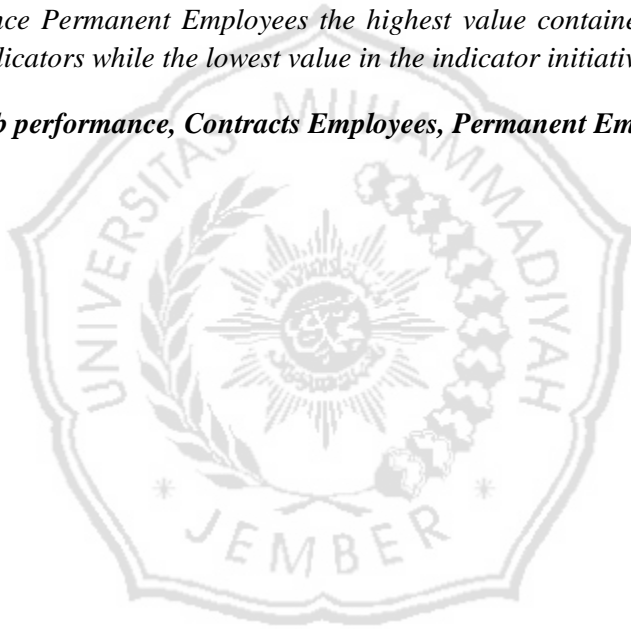 nce Permanent Employees the highest value containe
dicators while the lowest value in the indicator initiativ
b performance, Contracts Employees, Permanent Em
UNIVERSITAS MUHAMMADIYAH
* JEMBER *